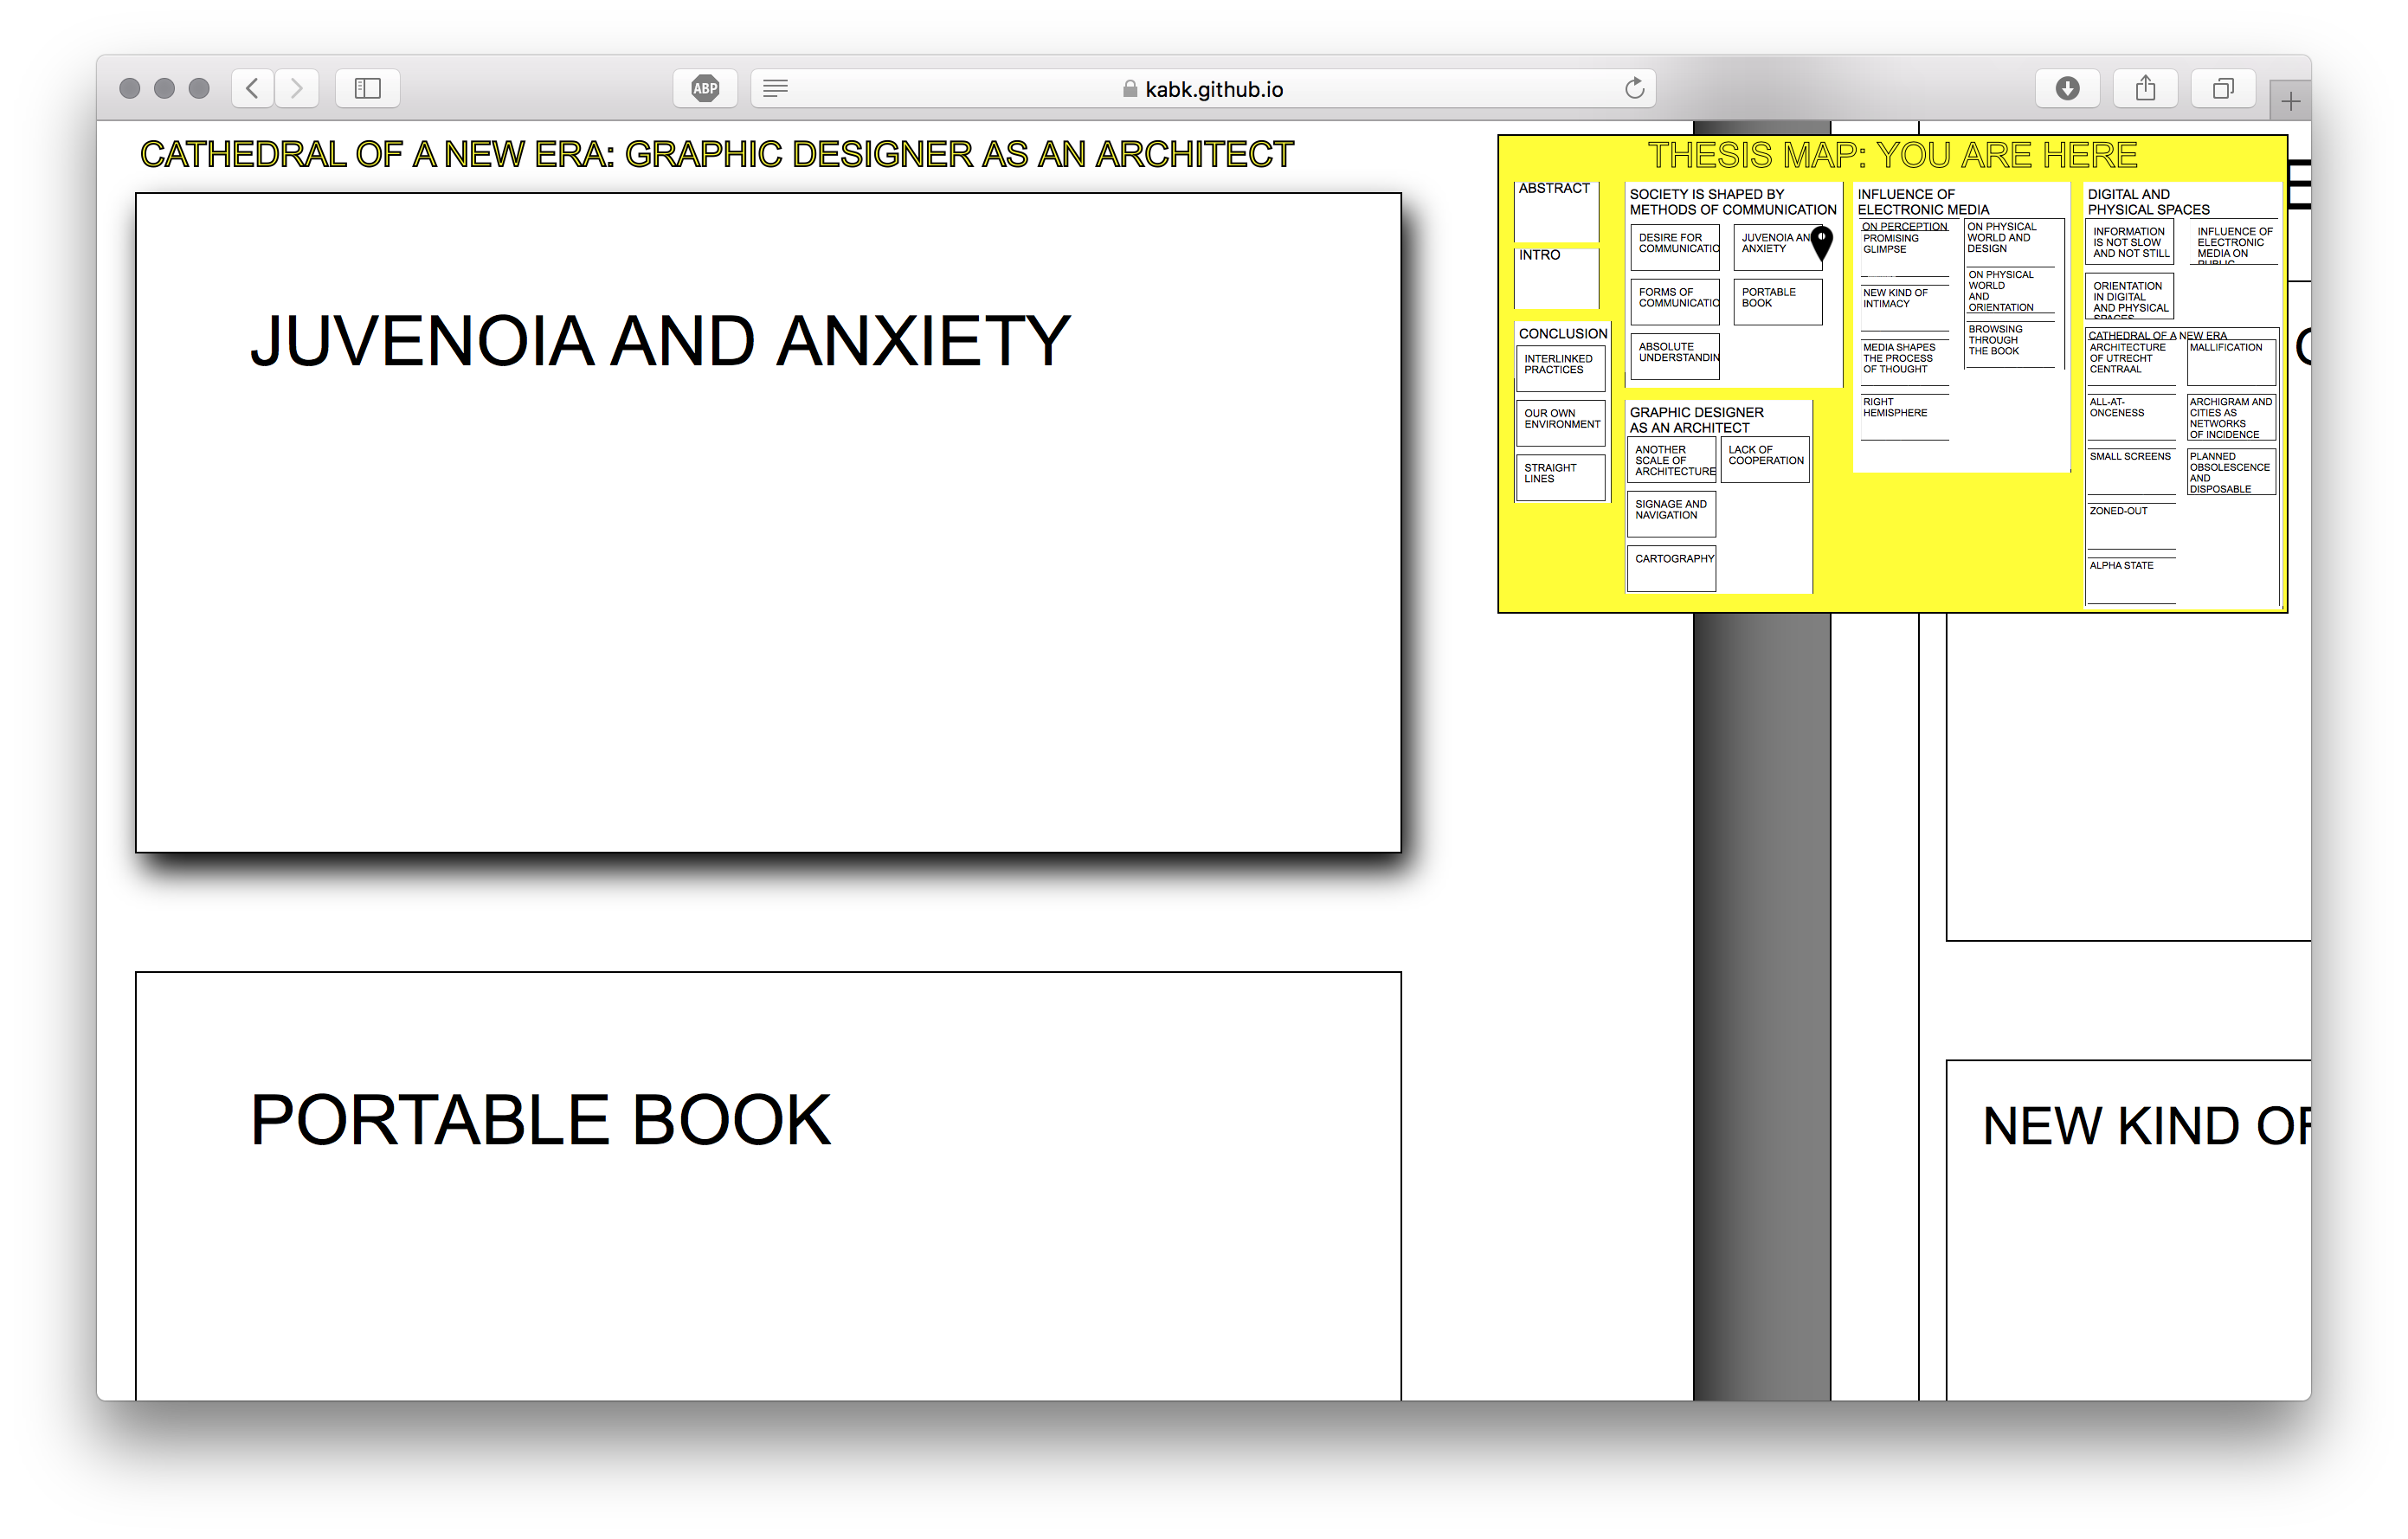 ABP
kabk.github.io
CATHEDRAL OF A NEW ERA: GRAPHIC DESIGNER AS AN ARCHITECT
JUVENOIA AND ANXIETY
PORTABLE BOOK
THESIS MAP: YOU ARE HERE
ABSTRACT
INTRO
CONCLUSION
INTERLINKED
PRACTICES
OUR OWN
ENVIRONMENT
STRAIGHT
LINES
SOCIETY IS SHAPED BY
METHODS OF COMMUNICATION
DESIRE FOR
COMMUNICATIO
FORMS OF
COMMUNICATIO
ABSOLUTE
UNDERSTANDIN
JUVENOIA AN
ANXIETY
PORTABLE
BOOK
GRAPHIC DESIGNER
AS AN ARCHITECT
ANOTHER
SCALE OF
ARCHITECTURE
SIGNAGE AND
NAVIGATION
CARTOGRAPHY
LACK OF
COOPERATION
INFLUENCE OF
ELECTRONIC MEDIA
ON PERCEPTION
PROMISING
GLIMPSE
NEW KIND OF
INTIMACY
MEDIA SHAPES
THE PROCESS
OF THOUGHT
RIGHT
HEMISPHERE
ON PHYSICAL
WORLD AND
DESIGN
ON PHYSICAL
WORLD
AND
ORIENTATION
BROWSING
THROUGH
THE BOOK
DIGITAL AND
PHYSICAL SPACES
INFORMATION
IS NOT SLOW
AND NOT STILL
ORIENTATION
IN DIGITAL
AND PHYSICAL
SPACES
INFLUENCE OF
ELECTRONIC
MEDIA ON
PUBLIC
CATHEDRAL OF A NEW ERA
ARCHITECTURE
OF UTRECHT
CENTRAAL
ALL-AT-
ONCENESS
SMALL SCREENS
ZONED-OUT
ALPHA STATE
MALLIFICATION
ARCHIGRAM AND
CITIES AS
NETWORKS
OF INCIDENCE
PLANNED
OBSOLESCENCE
AND
DISPOSABLE
NEW KIND OF